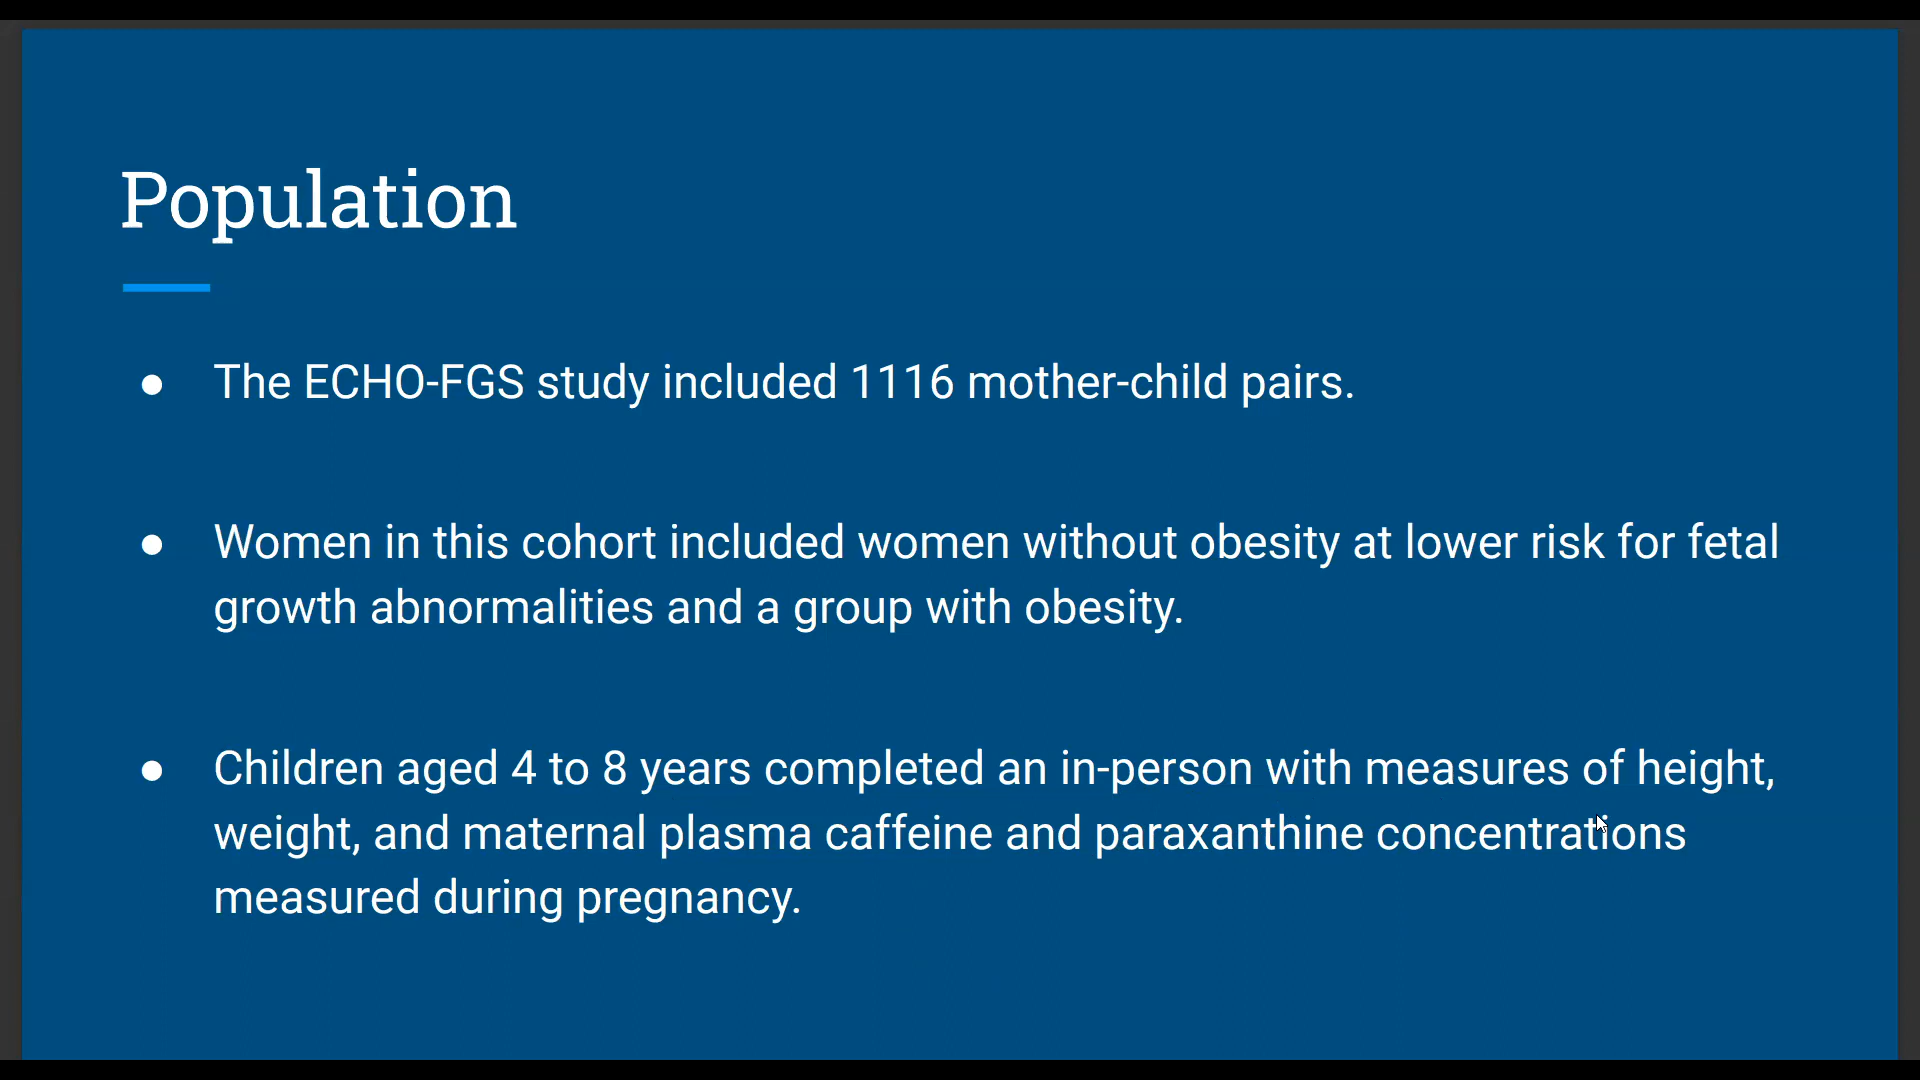 Population
● The ECHO-FGS study included 1116 mother-child pairs.
● Women in this cohort included women without obesity at lower risk for fetal
growth abnormalities and a group with obesity.
● Children aged 4 to 8 years completed an in-person with measures of height,
weight, and maternal plasma caffeine and paraxanthine concentrations
measured during pregnancy.